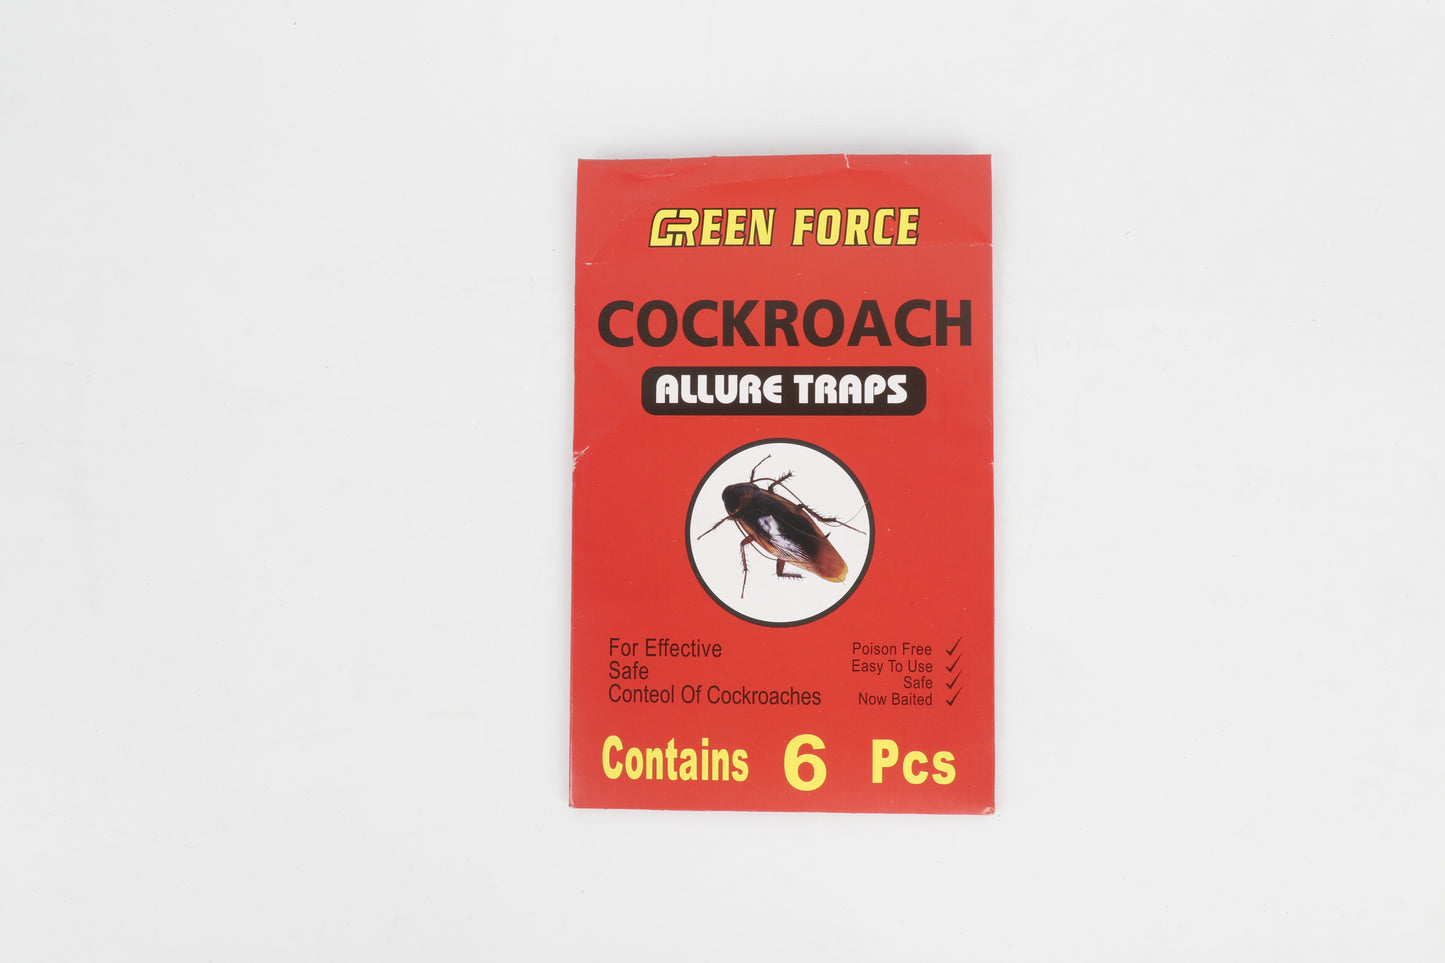 GREEN FORCE
COCKROACH
ALLURE TRAPS
For Effective
Safe
Conteol Of Cockroaches
Poison Free ✓
Easy To Use ✓
Safe ✓
Now Baited ✓
Contains 6 Pcs